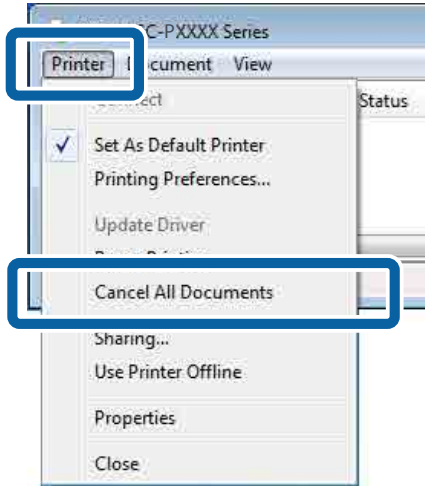 C-PXXXX Series
Printer Document View
Connect
Status
Set As Default Printer
Printing Preferences...
Update Driver
Cancel All Documents
Sharing...
Use Printer Offline
Properties
Close